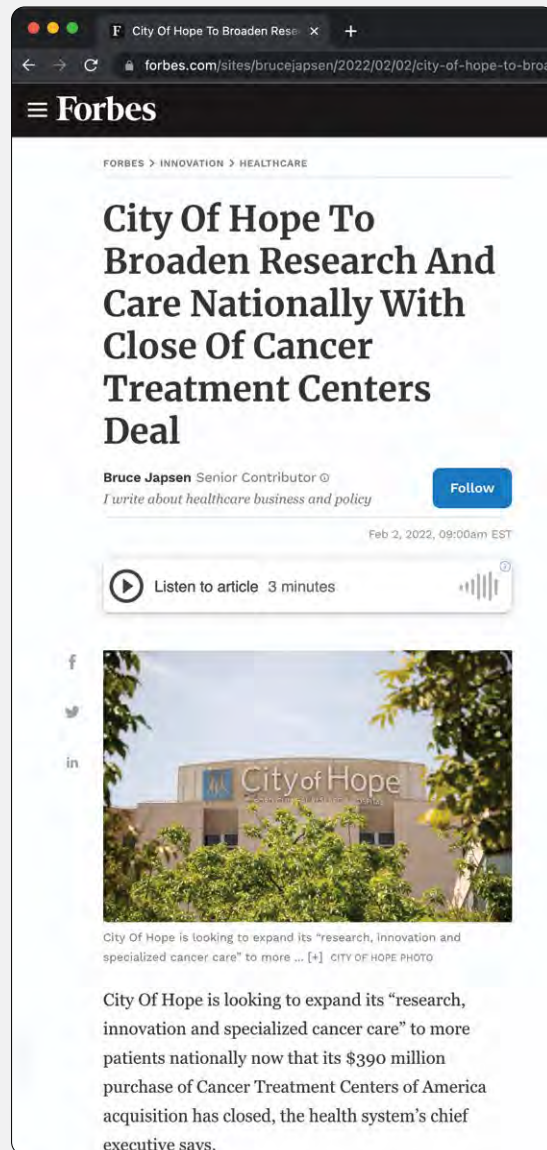 F City Of Hope To Broaden Rese
forbes.com/sites/brucejapsen/2022/02/02/city-of-hope-to-broa
Forbes
FORBES > INNOVATION > HEALTHCARE
City Of Hope To
Broaden Research And
Care Nationally With
Close Of Cancer
Treatment Centers
Deal
Bruce Japsen Senior Contributor
I write about healthcare business and policy
Follow
Feb 2, 2022, 09:00am EST
Listen to article 3 minutes
f
in
City of Hope
City Of Hope is looking to expand its “research, innovation and
specialized cancer care” to more ... [+] CITY OF HOPE PHOTO
City Of Hope is looking to expand its “research,
innovation and specialized cancer care” to more
patients nationally now that its $390 million
purchase of Cancer Treatment Centers of America
acquisition has closed, the health system’s chief
executive says.